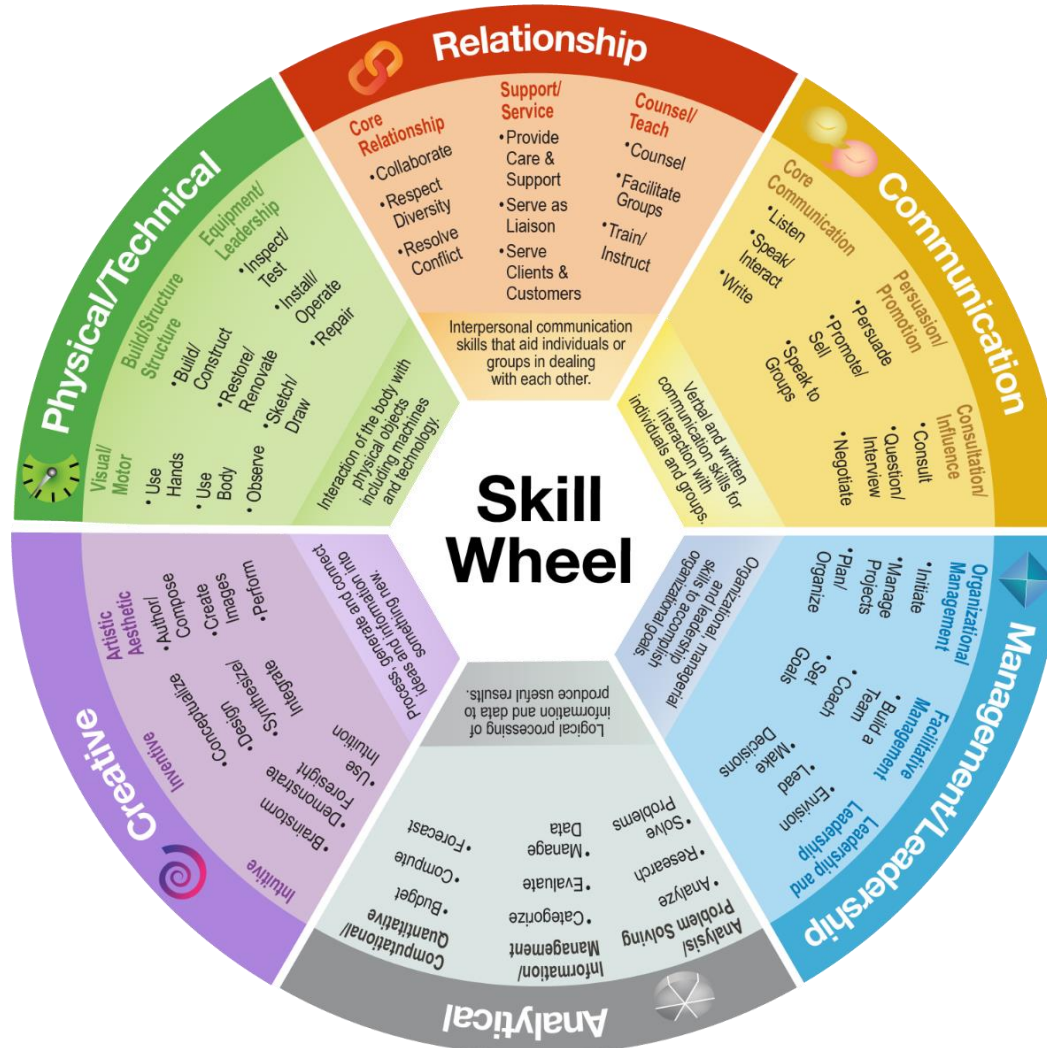 Skill
Wheel
Relationship
Core
Relationship
•Collaborate
•Respect
Diversity
•Resolve
Conflict
Support/
Service
•Provide
Care &
Support
•Serve as
Liaison
•Serve
Clients &
Customers
Counsel/
Teach
•Counsel
•Facilitate
Groups
•Train/
Instruct
Interpersonal communication
skills that aid individuals or
groups in dealing
with each other.
Communication
Core
Communication
•Listen
•Speak/
Interact
•Write
Persuasion/
Promotion
•Persuade
•Promote/
Sell
•Speak to
Groups
Consultation/
Influence
•Consult
•Question/
Interview
•Negotiate
Verbal and written
communication skills for
interaction with
individuals and groups.
Management/Leadership
Organizational
Management
•Initiate
•Manage
Projects
•Plan/
Organize
Facilitative
Management
•Build a
Team
•Coach
•Set
Goals
Leadership and
Leadership
•Envision
•Lead
•Make
Decisions
Organizational, managerial
and leadership
skills to accomplish
organizational goals.
Analytical
Analysis/
Problem Solving
•Analyze
•Research
•Solve
Problems
Information/
Management
•Categorize
•Evaluate
•Manage
Data
Computational/
Quantitative
•Budget
•Compute
•Forecast
Logical processing of
information and data to
produce useful results.
Creative
Intuitive
•Brainstorm
•Demonstrate
Foresight
•Use
Intuition
Inventive
•Conceptualize
•Design
•Synthesize/
Integrate
Artistic
Aesthetic
•Author/
Compose
•Create
Images
•Perform
Process, generate and connect
ideas and information into
something new.
Physical/Technical
Visual/
Motor
•Use
Hands
•Use
Body
•Observe
Build/Structure
Structure
•Build/
Construct
•Restore/
Renovate
•Sketch/
Draw
Equipment/
Leadership
•Inspect/
Test
•Install/
Operate
•Repair
Interaction of the body with
physical objects
including machines
and technology.